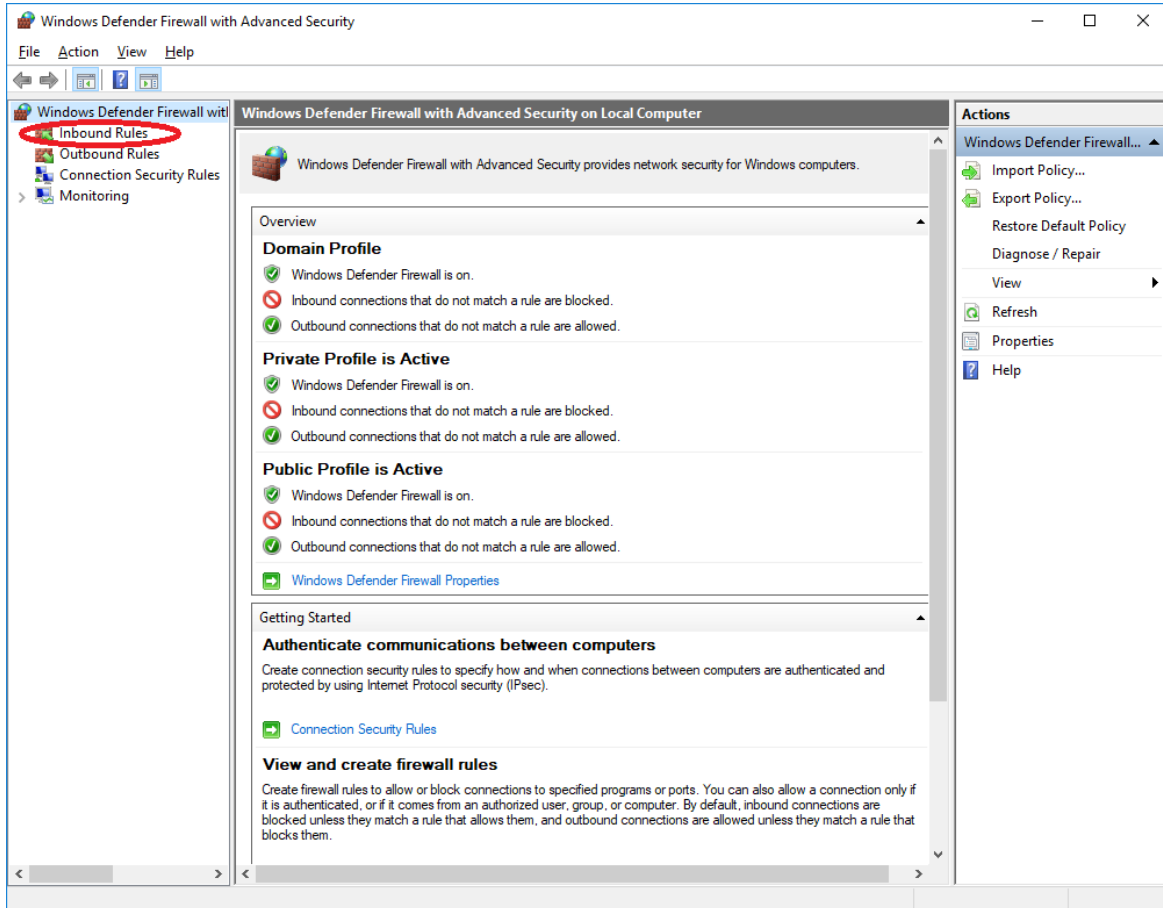 Windows Defender Firewall with Advanced Security
File Action View Help
Windows Defender Firewall with
Inbound Rules
Outbound Rules
Connection Security Rules
Monitoring
Windows Defender Firewall with Advanced Security on Local Computer
Windows Defender Firewall with Advanced Security provides network security for Windows computers.
Overview
Domain Profile
Windows Defender Firewall is on.
Inbound connections that do not match a rule are blocked.
Outbound connections that do not match a rule are allowed.
Private Profile is Active
Windows Defender Firewall is on.
Inbound connections that do not match a rule are blocked.
Outbound connections that do not match a rule are allowed.
Public Profile is Active
Windows Defender Firewall is on.
Inbound connections that do not match a rule are blocked.
Outbound connections that do not match a rule are allowed.
Windows Defender Firewall Properties
Getting Started
Authenticate communications between computers
Create connection security rules to specify how and when connections between computers are authenticated and
protected by using Internet Protocol security (IPsec).
Connection Security Rules
View and create firewall rules
Create firewall rules to allow or block connections to specified programs or ports. You can also allow a connection only if
it is authenticated, or if it comes from an authorized user, group, or computer. By default, inbound connections are
blocked unless they match a rule that allows them, and outbound connections are allowed unless they match a rule that
blocks them.
Actions
Windows Defender Firewall...
Import Policy...
Export Policy...
Restore Default Policy
Diagnose / Repair
View
Refresh
Properties
Help